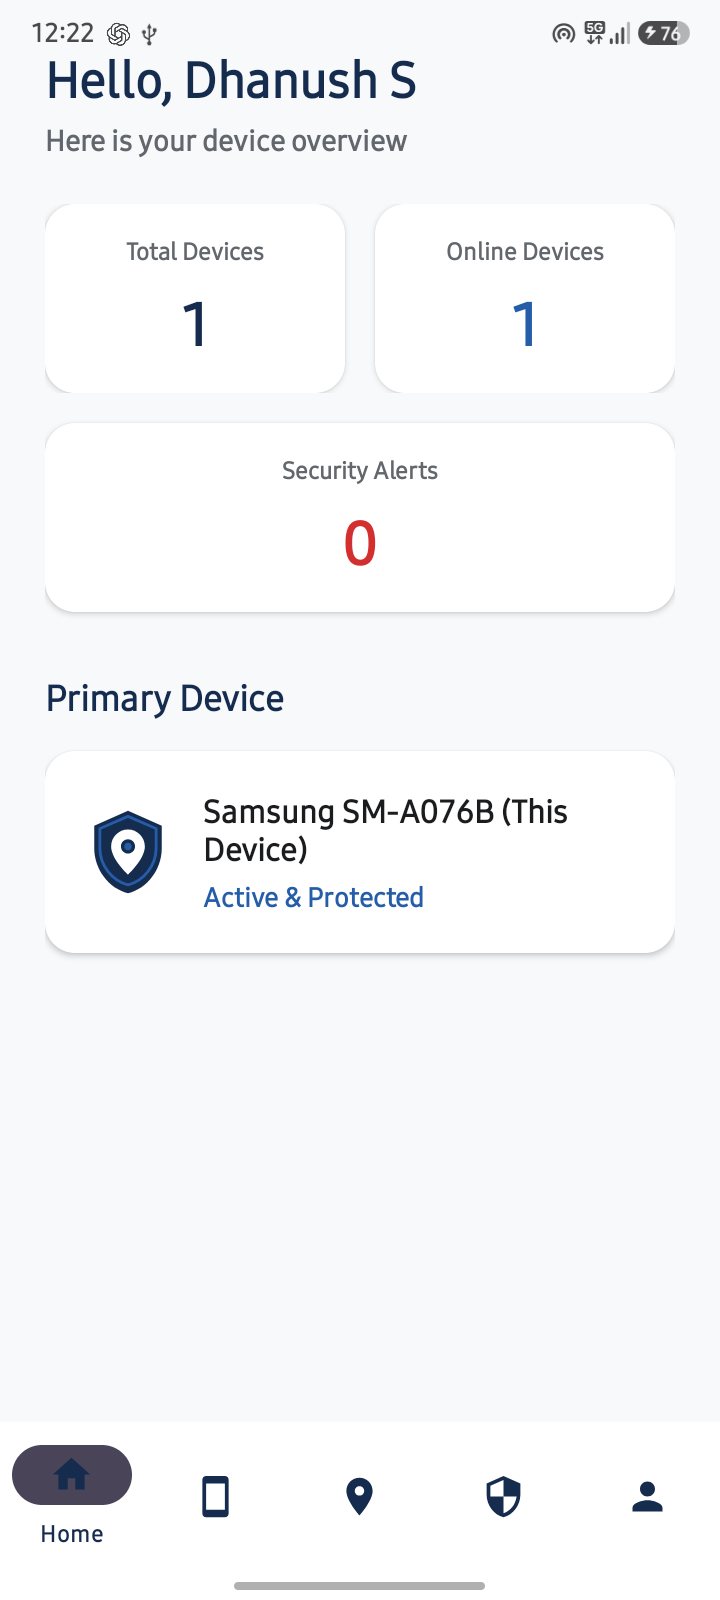 12:22
5G
76
Hello, Dhanush S
Here is your device overview
Total Devices
1
Online Devices
1
Security Alerts
0
Primary Device
Samsung SM-A076B (This
Device)
Active & Protected
Home